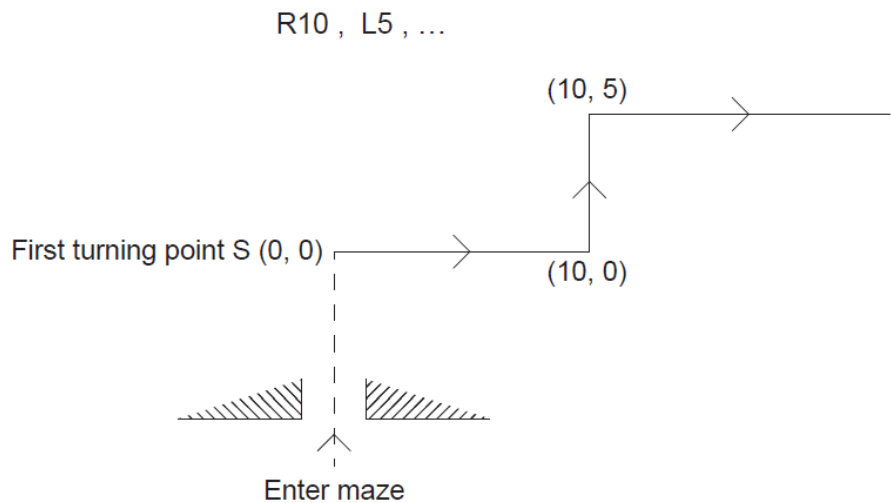 R10 , L5 , ...
(10, 5)
First turning point S (0, 0)
(10, 0)
Enter maze